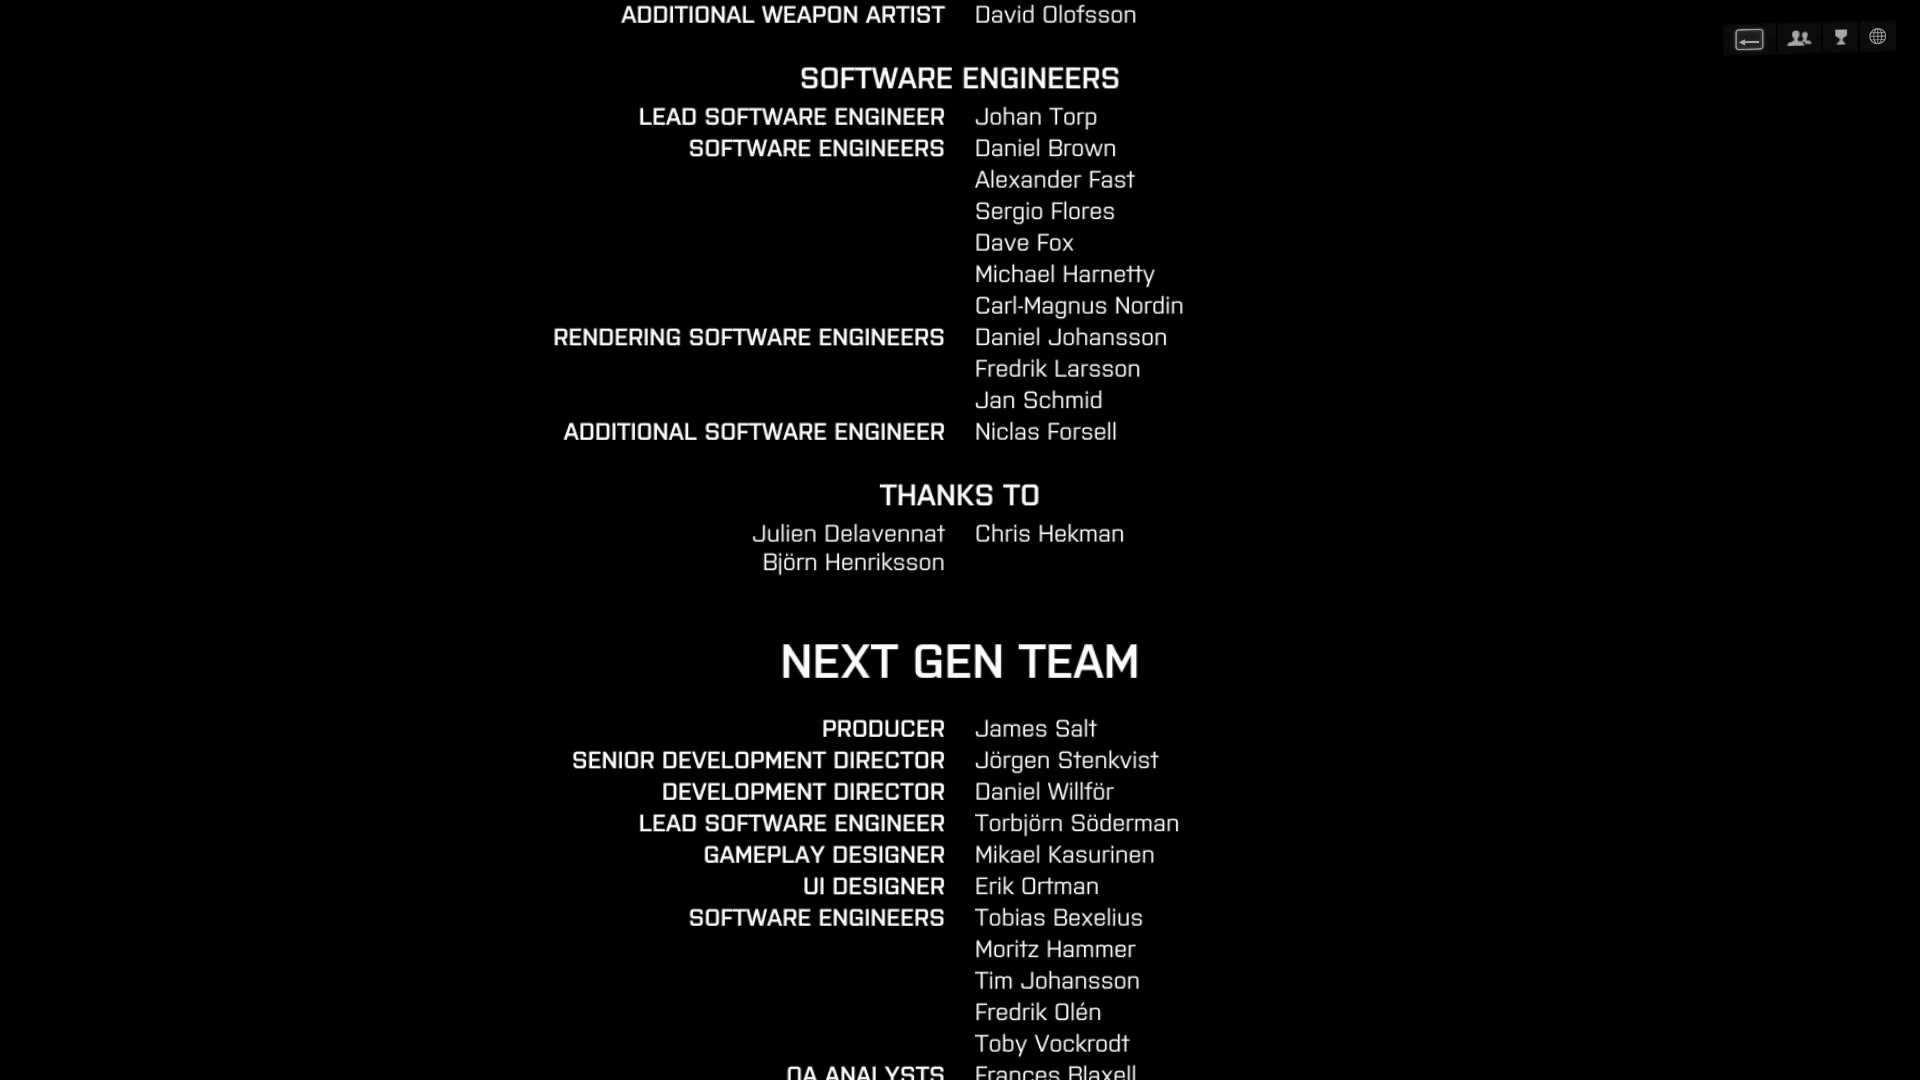 ADDITIONAL WEAPON ARTIST David Olofsson
SOFTWARE ENGINEERS
LEAD SOFTWARE ENGINEER Johan Torp
SOFTWARE ENGINEERS Daniel Brown
Alexander Fast
Sergio Flores
Dave Fox
Michael Harnetty
Carl-Magnus Nordin
RENDERING SOFTWARE ENGINEERS Daniel Johansson
Fredrik Larsson
Jan Schmid
ADDITIONAL SOFTWARE ENGINEER Niclas Forsell
THANKS TO
Julien Delavennat Chris Hekman
Björn Henriksson
NEXT GEN TEAM
PRODUCER James Salt
SENIOR DEVELOPMENT DIRECTOR Jörgen Stenkvist
DEVELOPMENT DIRECTOR Daniel Willför
LEAD SOFTWARE ENGINEER Torbjörn Söderman
GAMEPLAY DESIGNER Mikael Kasurinen
UI DESIGNER Erik Ortman
SOFTWARE ENGINEERS Tobias Bexelius
Moritz Hammer
Tim Johansson
Fredrik Olén
Toby Vockrodt
QA ANALYSTS Frances Blaxell